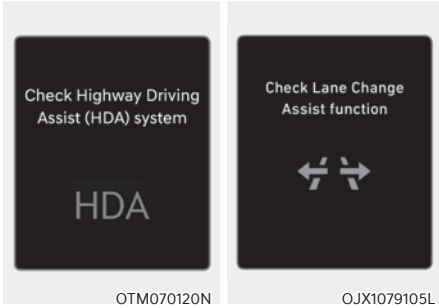 Check Highway Driving
Assist (HDA) system
HDA
OTM070120N
Check Lane Change
Assist function
OJX1079105L